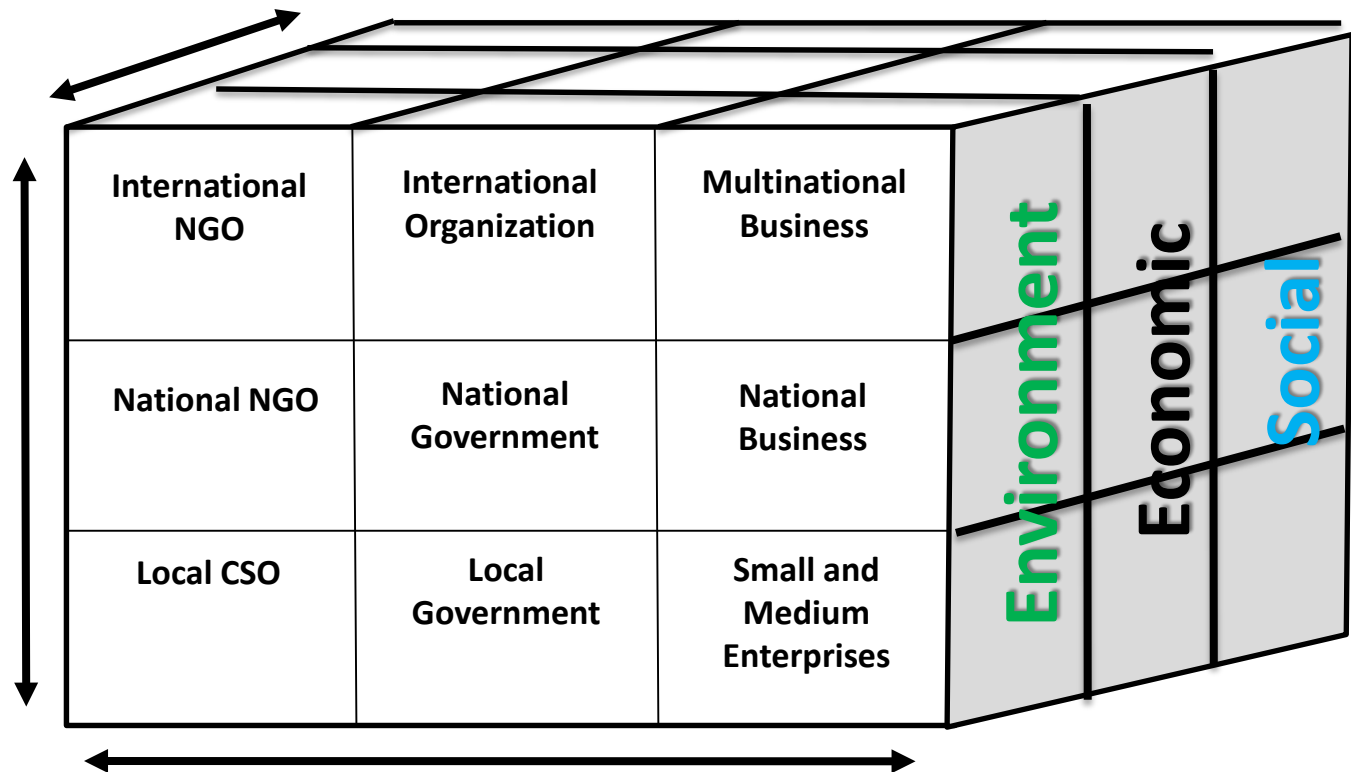 International
NGO
International
Organization
Multinational
Business
National NGO
National
Government
National
Business
Local CSO
Local
Government
Small and
Medium
Enterprises
Environment
Economic
Social